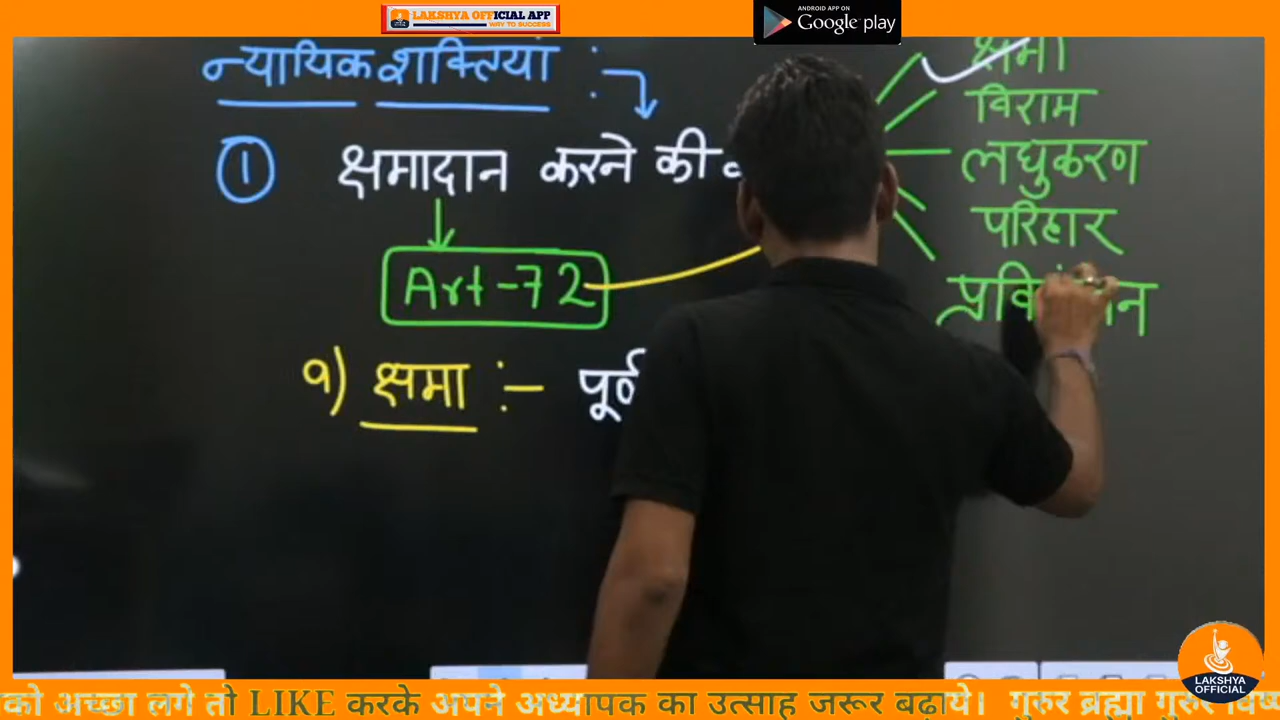 LAKSHYA OFFICIAL APP
WAY TO SUCCESS
ANDROID APP ON
Google play
न्यायिक शक्तियां :
① क्षमादान करने की
क्षमा
विराम
लघुकरण
परिहार
Art-72
१) क्षमा :- पूर्व
LAKSHYA
OFFICIAL
को अच्छा लगे तो LIKE करके अपने अध्यापक का उत्साह जरूर बढाये। गुरुर ब्रह्मा गुरुर